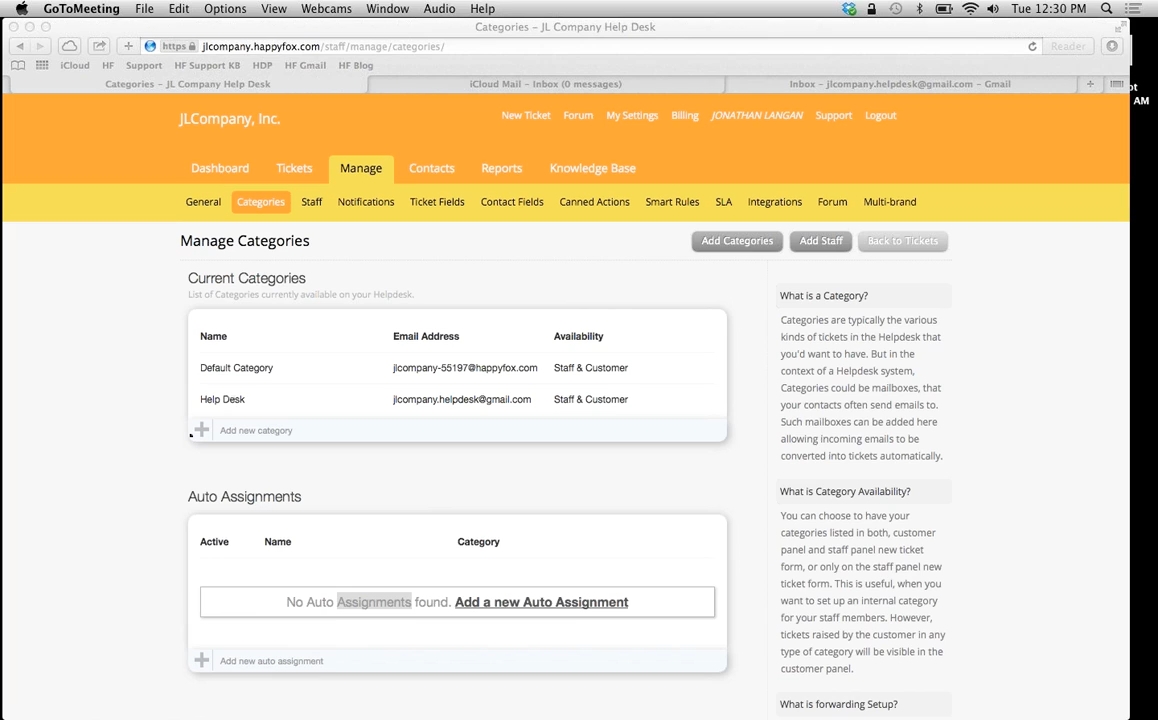 GoToMeeting File Edit Options View Webcams Window Audio Help Tue 12:30 PM
Categories – JL Company Help Desk
https jlcompany.happyfox.com/staff/manage/categories/ Reader
iCloud HF Support HF Support KB HDP HF Gmail HF Blog
Categories – JL Company Help Desk iCloud Mail – Inbox (0 messages) Inbox – jlcompany.helpdesk@gmail.com – Gmail
AM
JLCompany, Inc. New Ticket Forum My Settings Billing JONATHAN LANGAN Support Logout
Dashboard Tickets Manage Contacts Reports Knowledge Base
General Categories Staff Notifications Ticket Fields Contact Fields Canned Actions Smart Rules SLA Integrations Forum Multi-brand
Manage Categories Add Categories Add Staff Back to Tickets
Current Categories
List of Categories currently available on your Helpdesk.
Name Email Address Availability
Default Category jlcompany-55197@happyfox.com Staff & Customer
Help Desk jlcompany.helpdesk@gmail.com Staff & Customer
Add new category
Auto Assignments
Active Name Category
No Auto Assignments found. Add a new Auto Assignment
Add new auto assignment
What is a Category?
Categories are typically the various
kinds of tickets in the Helpdesk that
you'd want to have. But in the
context of a Helpdesk system,
Categories could be mailboxes, that
your contacts often send emails to.
Such mailboxes can be added here
allowing incoming emails to be
converted into tickets automatically.
What is Category Availability?
You can choose to have your
categories listed in both, customer
panel and staff panel new ticket
form, or only on the staff panel new
ticket form. This is useful, when you
want to set up an internal category
for your staff members. However,
tickets raised by the customer in any
type of category will be visible in the
customer panel.
What is forwarding Setup?